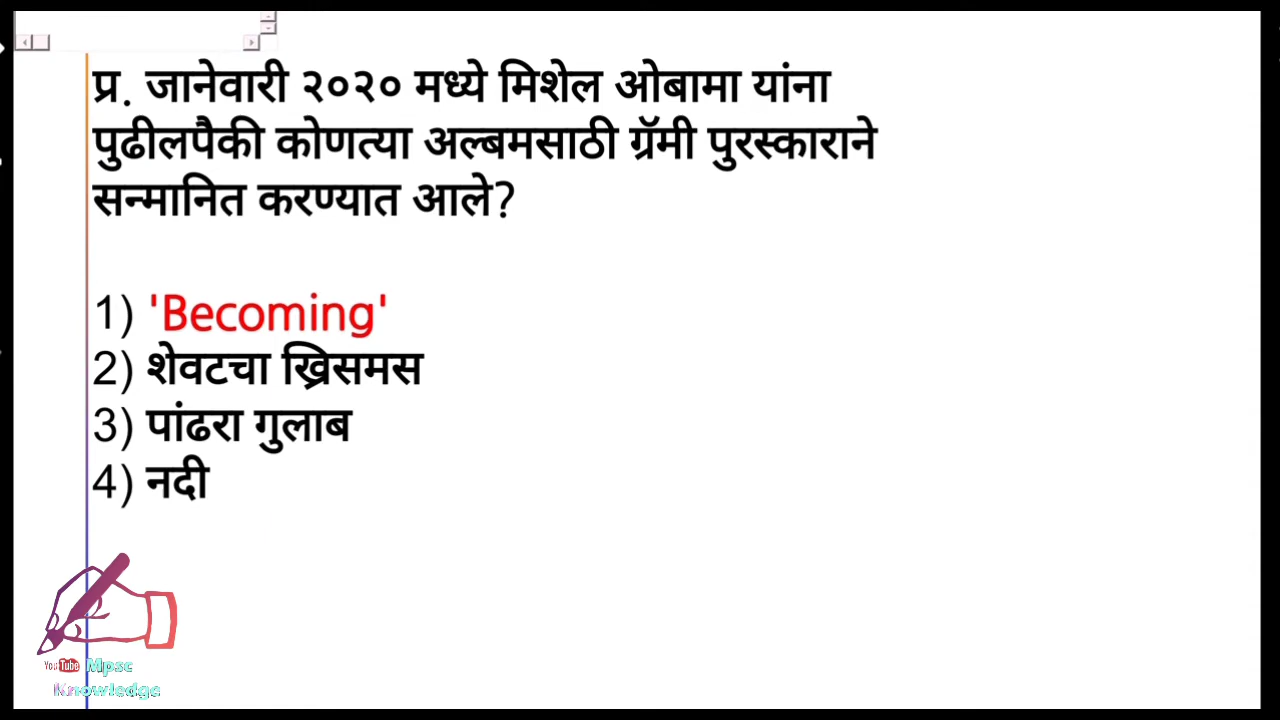 प्र. जानेवारी २०२० मध्ये मिशेल ओबामा यांना
पुढीलपैकी कोणत्या अल्बमसाठी ग्रॅमी पुरस्काराने
सन्मानित करण्यात आले?
1) 'Becoming'
2) शेवटचा ख्रिसमस
3) पांढरा गुलाब
4) नदी
YouTube Mpsc
Knowledge